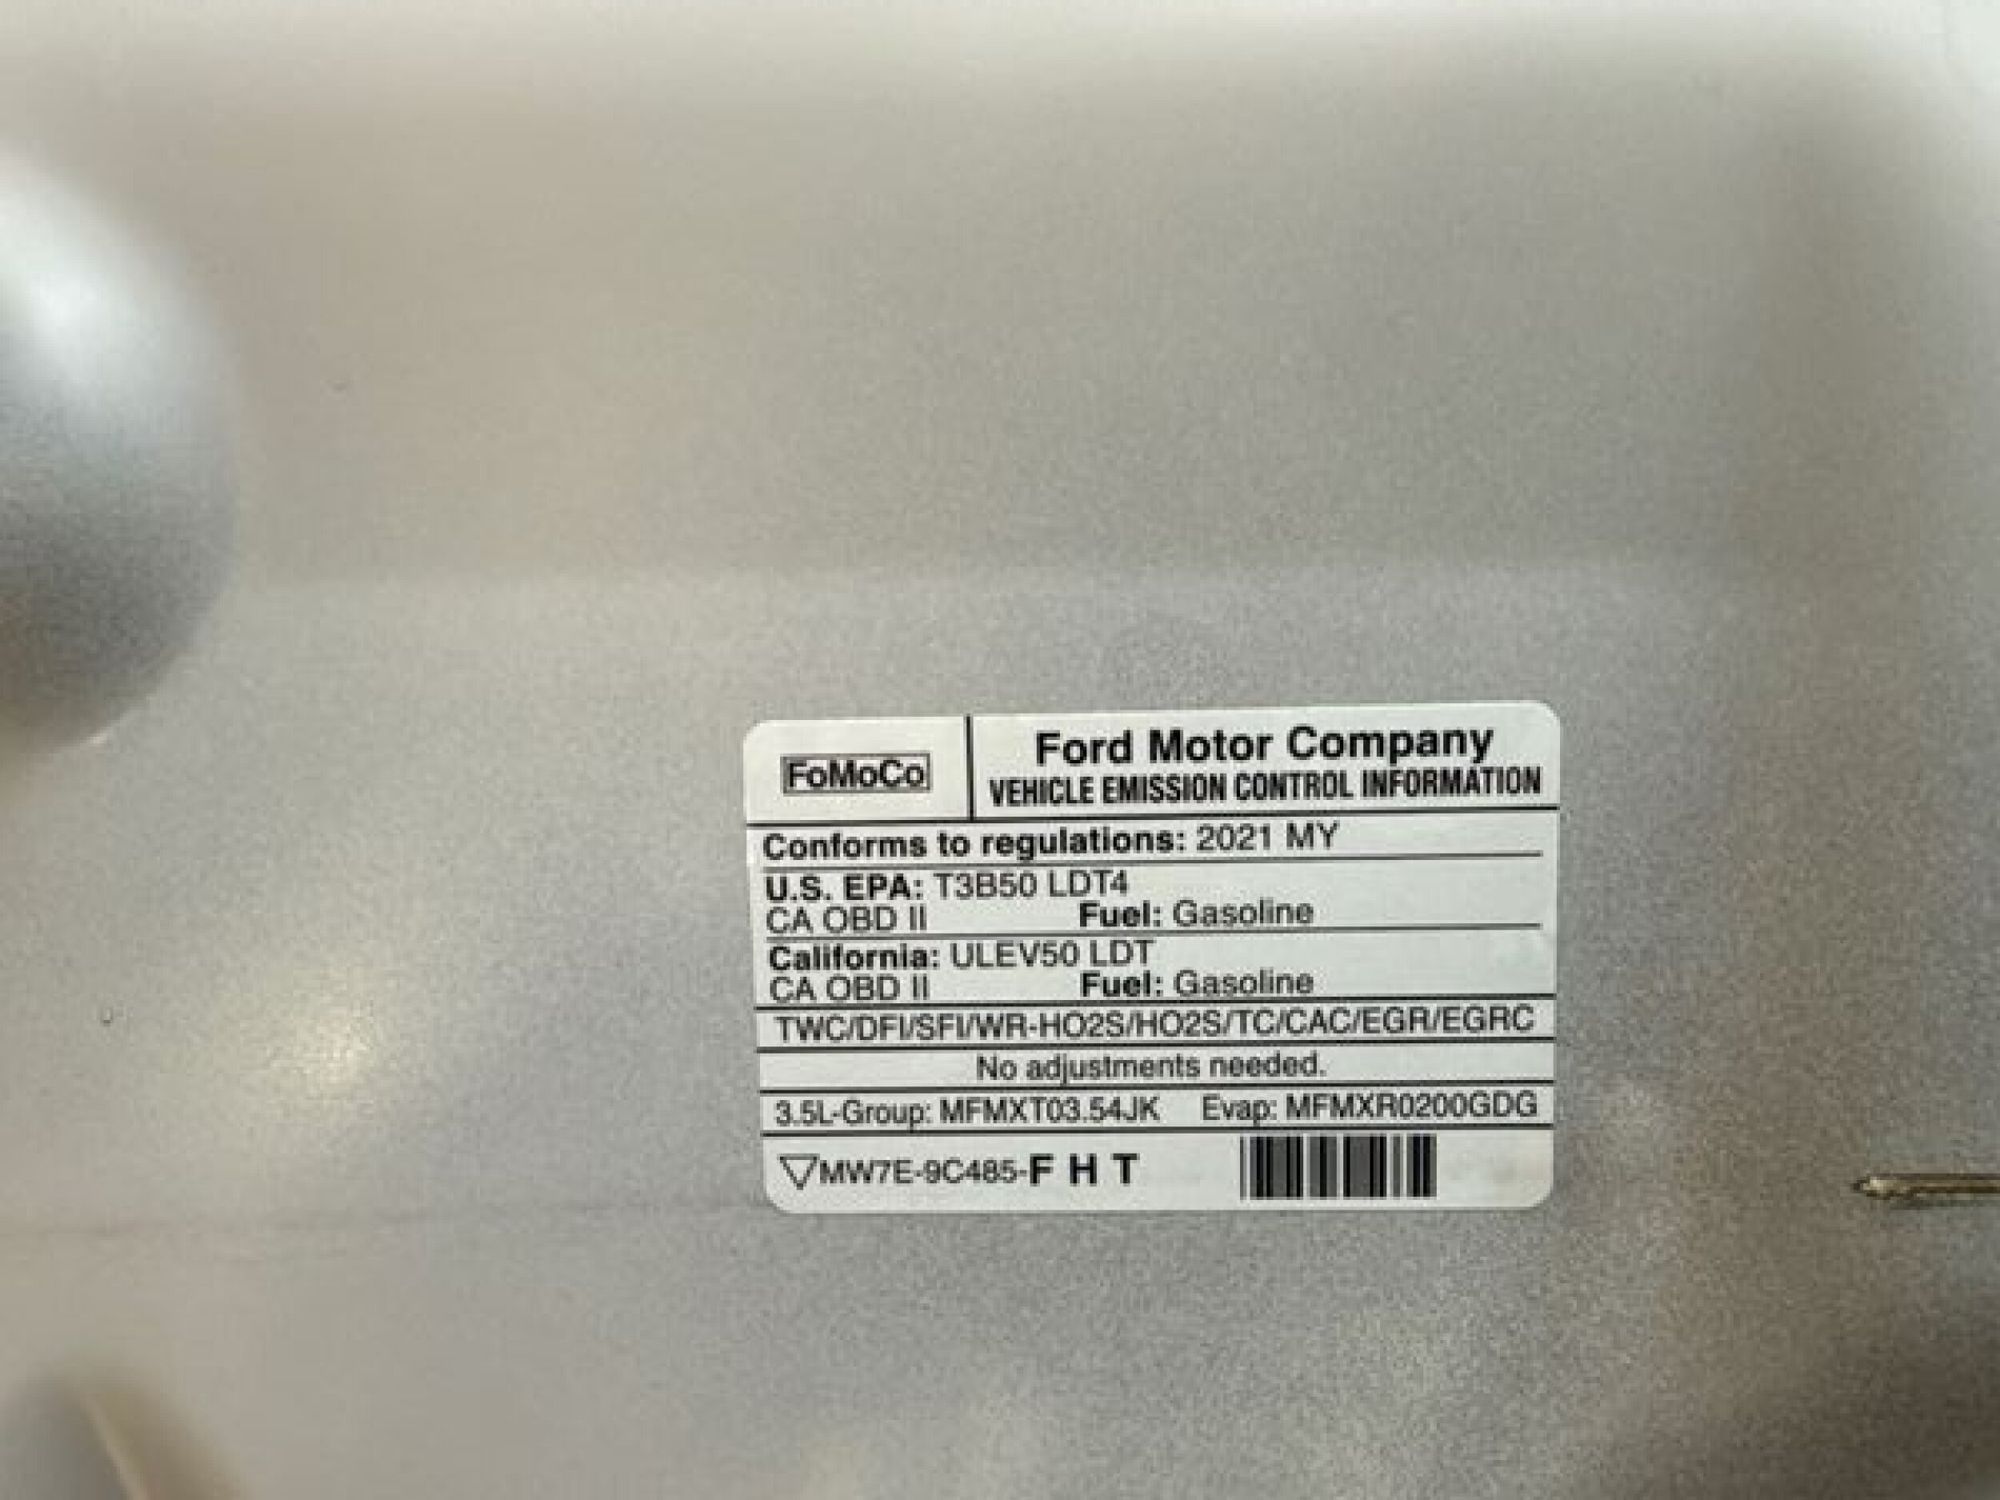 FoMoCo
Ford Motor Company
VEHICLE EMISSION CONTROL INFORMATION
Conforms to regulations: 2021 MY
U.S. EPA: T3B50 LDT4
CA OBD II Fuel: Gasoline
California: ULEV50 LDT
CA OBD II Fuel: Gasoline
TWC/DFI/SFI/WR-HO2S/HO2S/TC/CAC/EGR/EGRC
No adjustments needed.
3.5L-Group: MFMXT03.54JK Evap: MFMXR0200GDG
▽MW7E-9C485-F H T